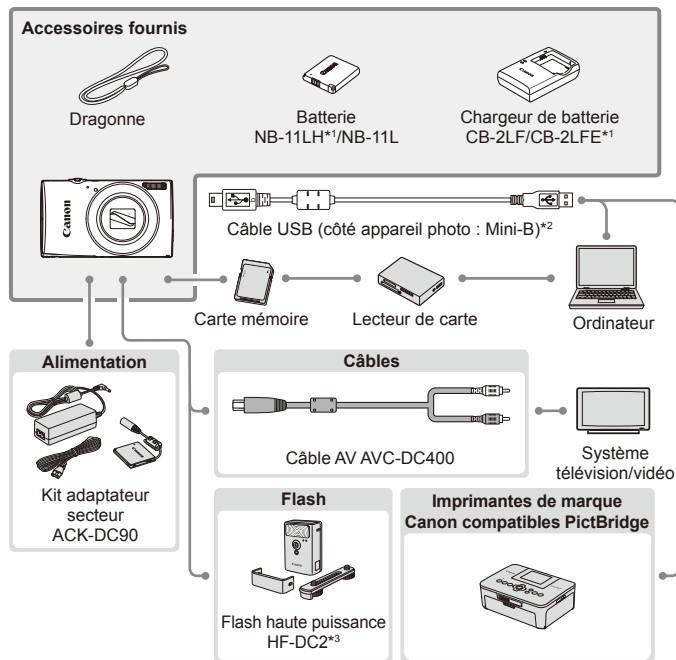 Accessoires fournis
Dragonne
Batterie
NB-11LH*1/NB-11L
Chargeur de batterie
CB-2LF/CB-2LFE*1
Canon
Câble USB (côté appareil photo : Mini-B)*2
Carte mémoire
Lecteur de carte
Ordinateur
Alimentation
Kit adaptateur
secteur
ACK-DC90
Câbles
Câble AV AVC-DC400
Système
télévision/vidéo
Flash
Flash haute puissance
HF-DC2*3
Imprimantes de marque
Canon compatibles PictBridge